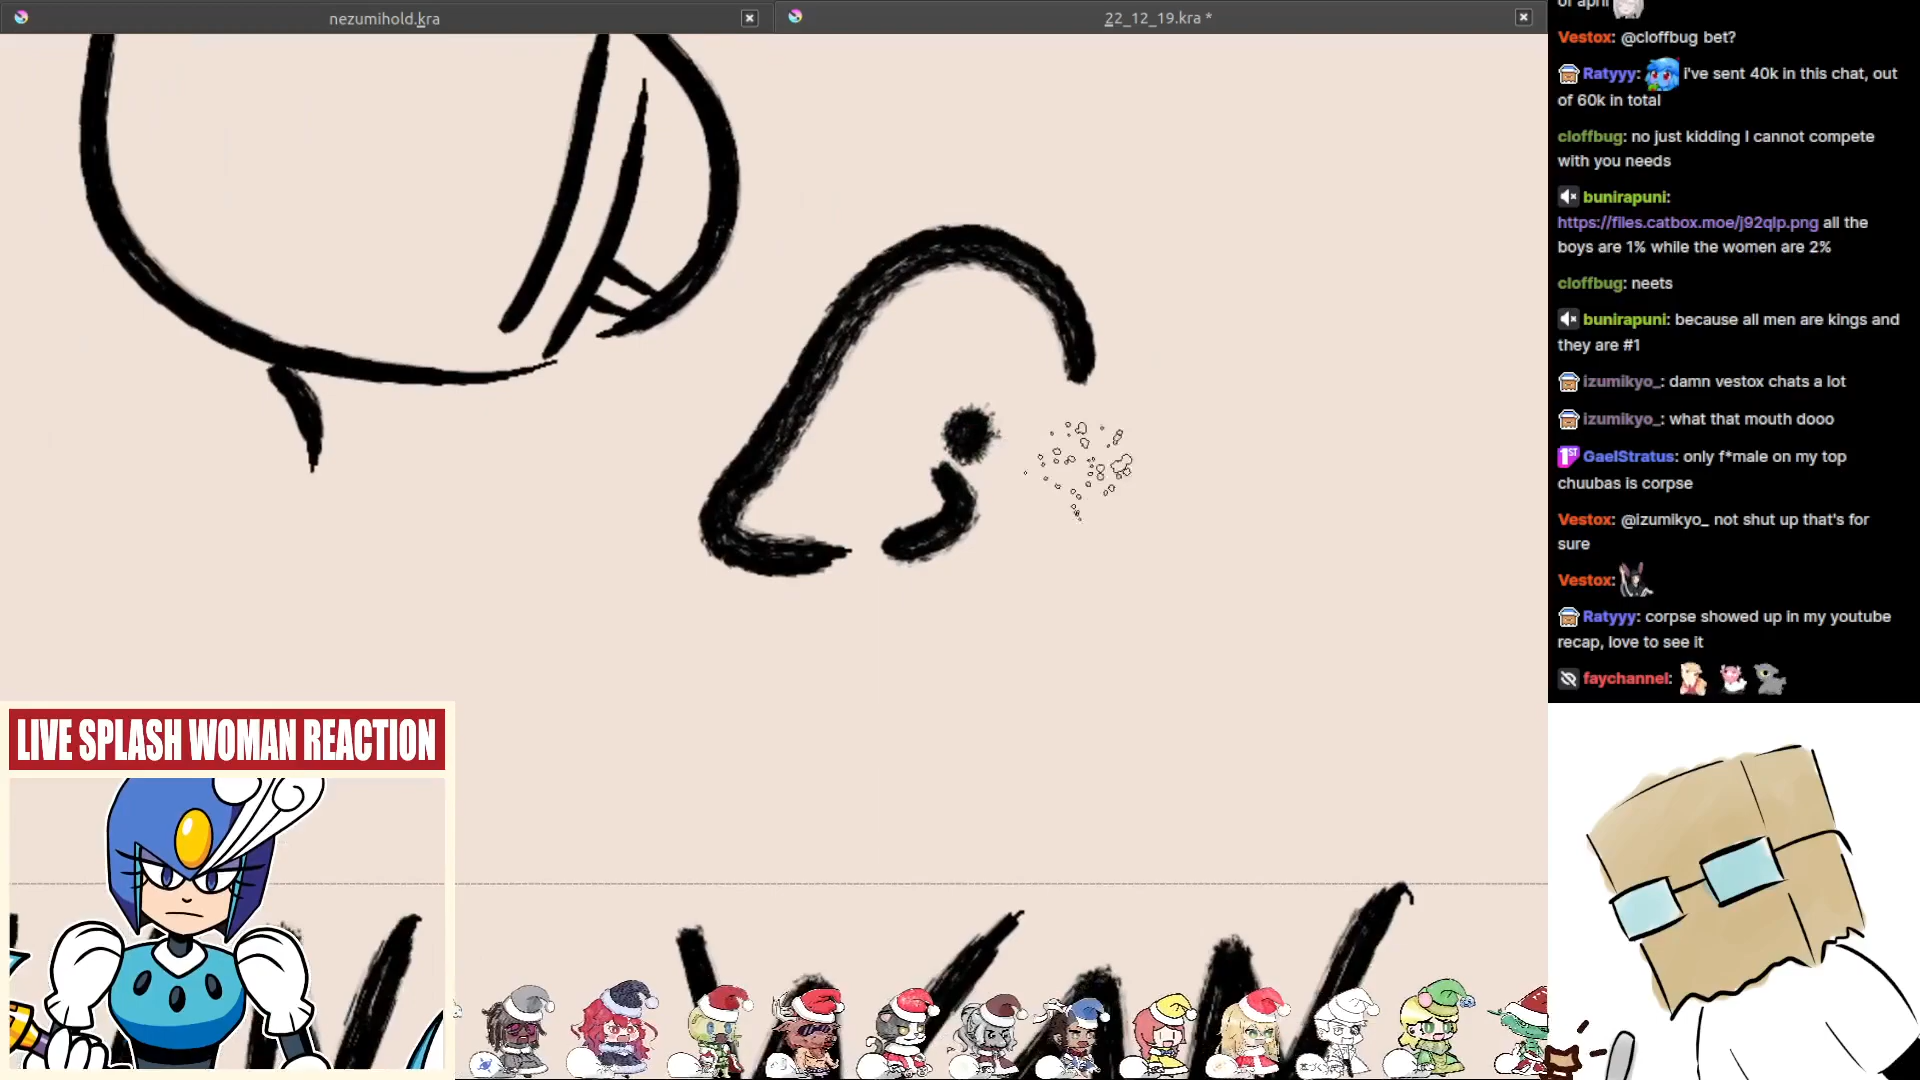 nezumihold.kra
22_12_19.kra *
of april
Vestox: @cloffbug bet?
Ratyyy: i've sent 40k in this chat, out
of 60k in total
cloffbug: no just kidding I cannot compete
with you needs
bunirapuni:
https://files.catbox.moe/j92qlp.png all the
boys are 1% while the women are 2%
cloffbug: neets
bunirapuni: because all men are kings and
they are #1
izumikyo_: damn vestox chats a lot
izumikyo_: what that mouth dooo
1ST GaelStratus: only f*male on my top
chuubas is corpse
Vestox: @izumikyo_ not shut up that's for
sure
Vestox:
Ratyyy: corpse showed up in my youtube
recap, love to see it
faychannel:
LIVE SPLASH WOMAN REACTION